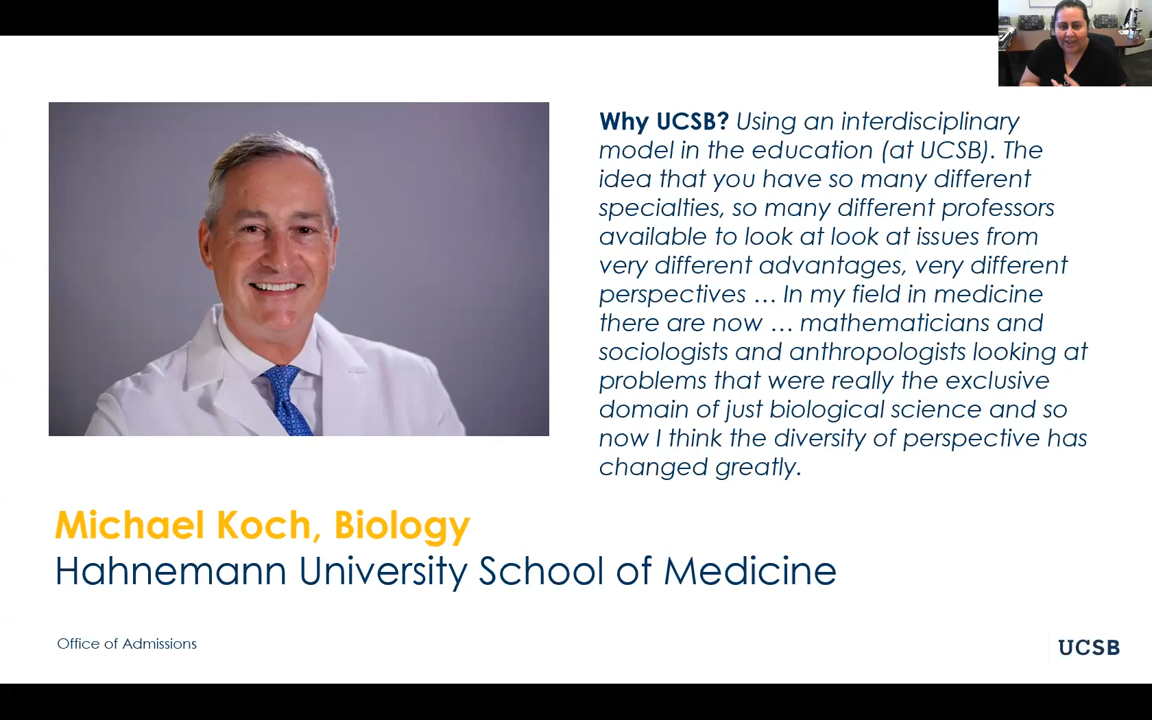 Why UCSB? Using an interdisciplinary
model in the education (at UCSB). The
idea that you have so many different
specialties, so many different professors
available to look at look at issues from
very different advantages, very different
perspectives … In my field in medicine
there are now … mathematicians and
sociologists and anthropologists looking at
problems that were really the exclusive
domain of just biological science and so
now I think the diversity of perspective has
changed greatly.
Michael Koch, Biology
Hahnemann University School of Medicine
Office of Admissions
UCSB